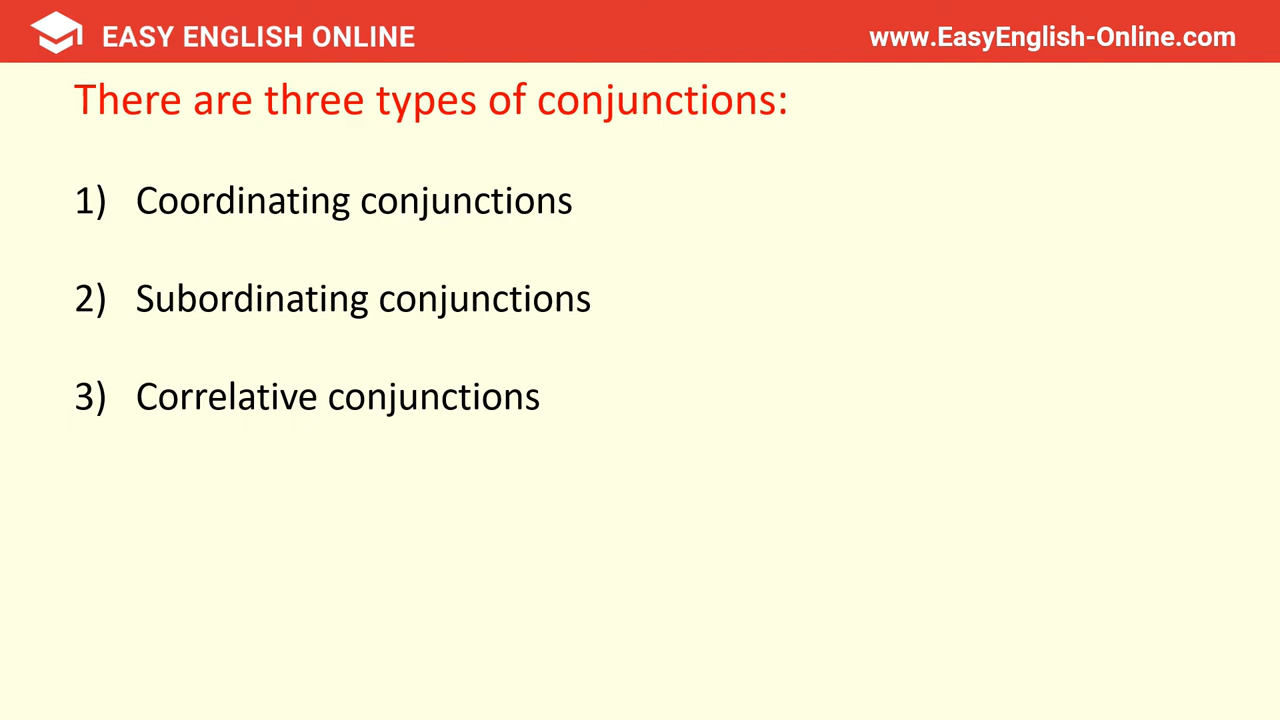 EASY ENGLISH ONLINE
www.EasyEnglish-Online.com
There are three types of conjunctions:
1) Coordinating conjunctions
2) Subordinating conjunctions
3) Correlative conjunctions